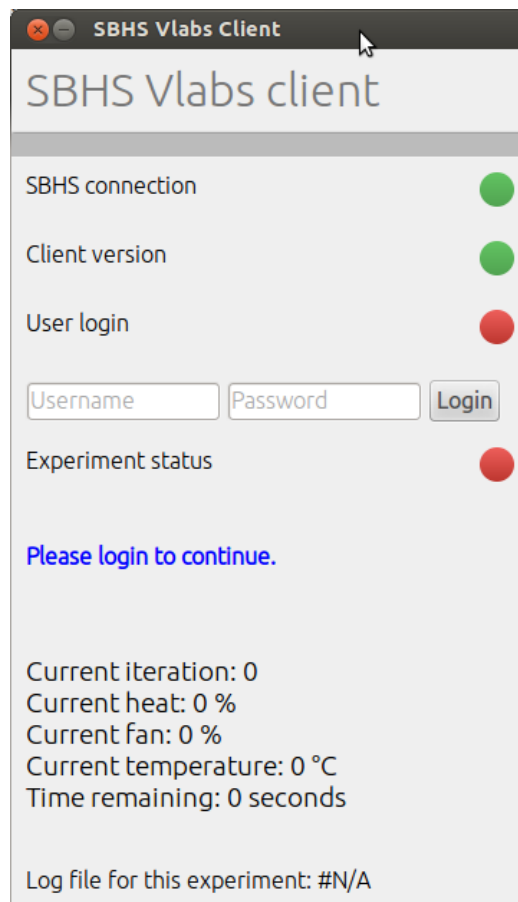 SBHS Vlabs Client
SBHS Vlabs client
SBHS connection
Client version
User login
Username Password Login
Experiment status
Please login to continue.
Current iteration: 0
Current heat: 0 %
Current fan: 0 %
Current temperature: 0 °C
Time remaining: 0 seconds
Log file for this experiment: #N/A